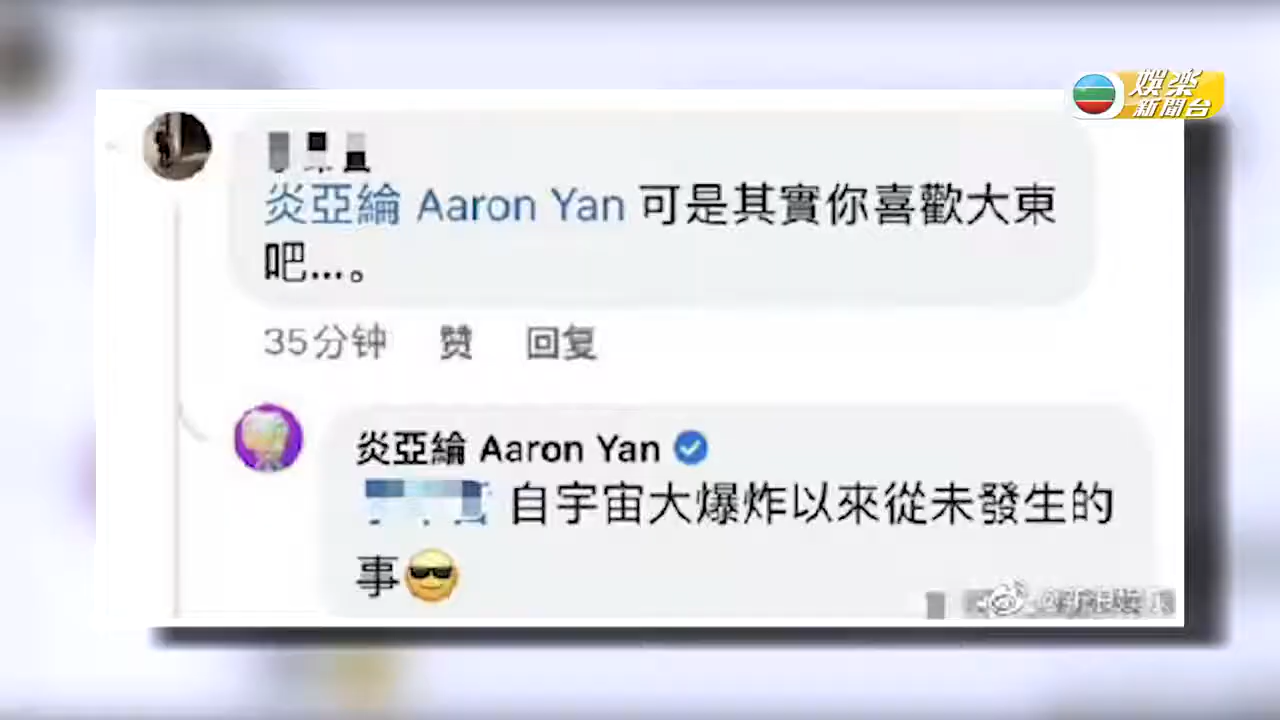 娛樂
新聞台
炎亞綸 Aaron Yan 可是其實你喜歡大東
吧...。
35分钟 赞 回复
炎亞綸 Aaron Yan
自宇宙大爆炸以來從未發生的
事😎